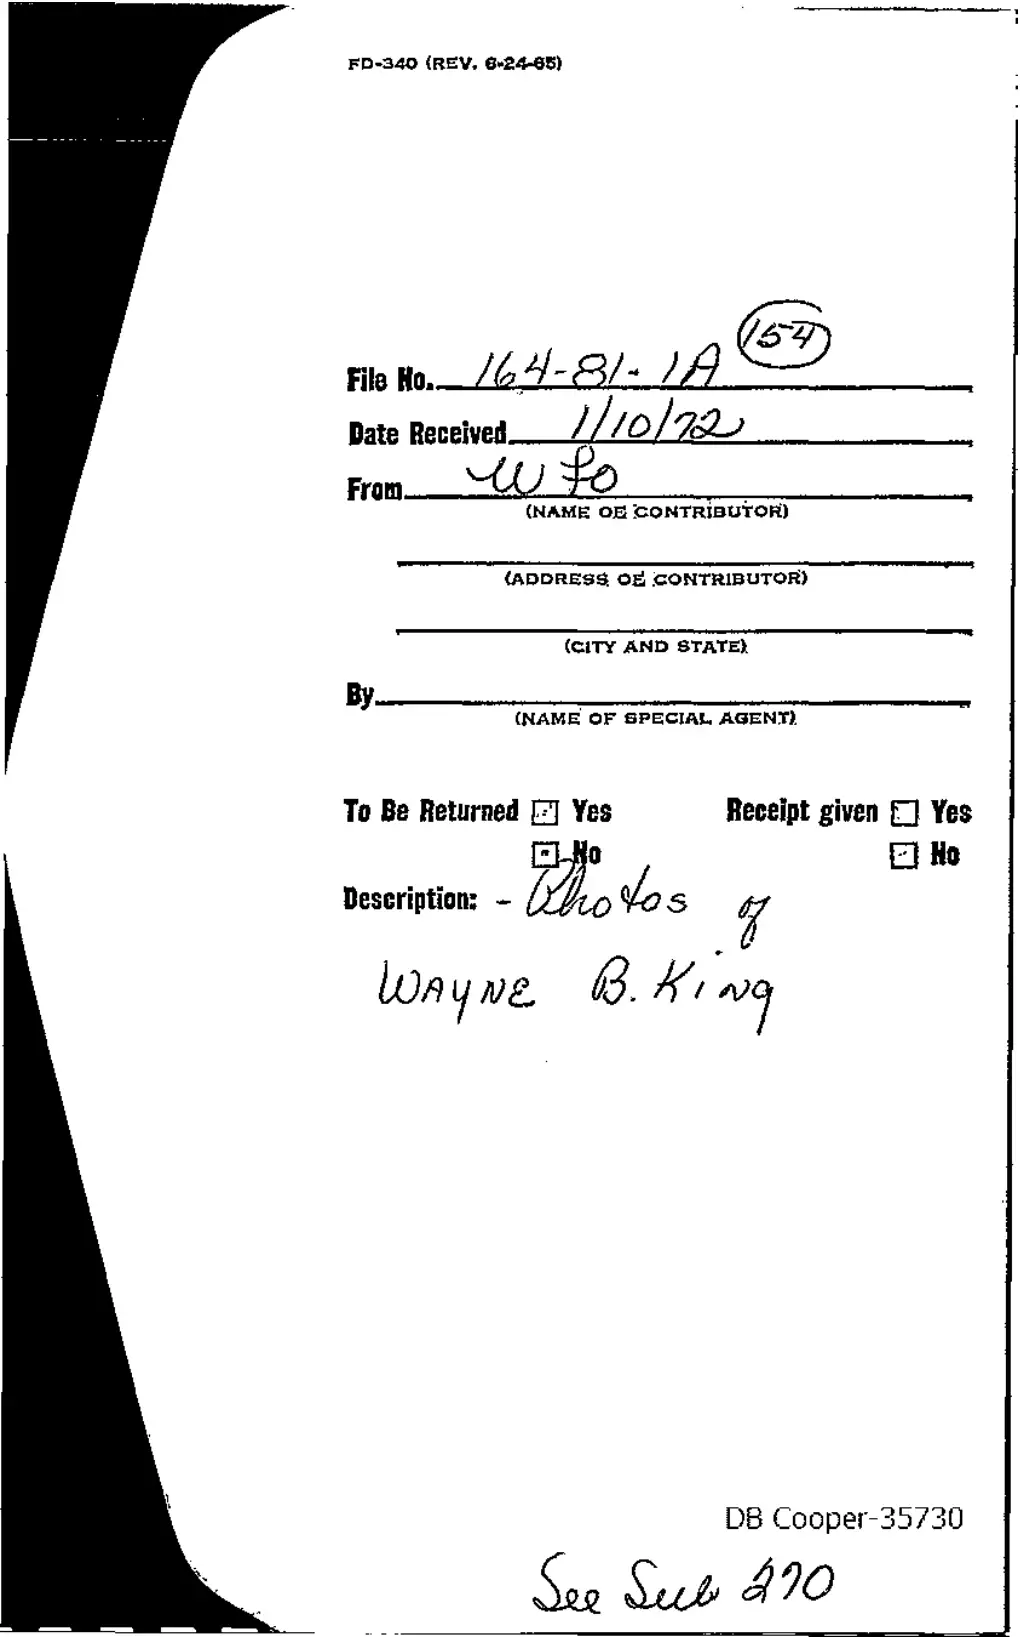 FD-340 (REV. 6-24-65)
154
File No. 164-81-1A
Date Received 1/10/72
From WFO
(NAME OF CONTRIBUTOR)
(ADDRESS OF CONTRIBUTOR)
(CITY AND STATE)
By
(NAME OF SPECIAL AGENT)
To Be Returned ☐ Yes Receipt given ☐ Yes
☐ No ☐ No
Description: - Photos of
WAYNE B. King
DB Cooper-35730
See Sub 270